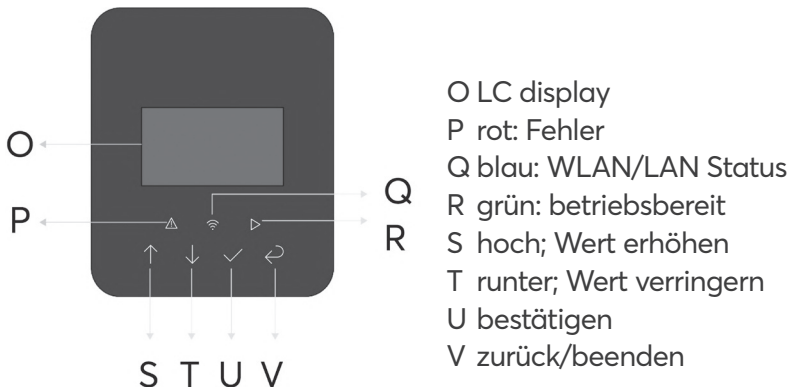 O
P
Q
R
S T U V
O LC display
P rot: Fehler
Q blau: WLAN/LAN Status
R grün: betriebsbereit
S hoch; Wert erhöhen
T runter; Wert verringern
U bestätigen
V zurück/beenden